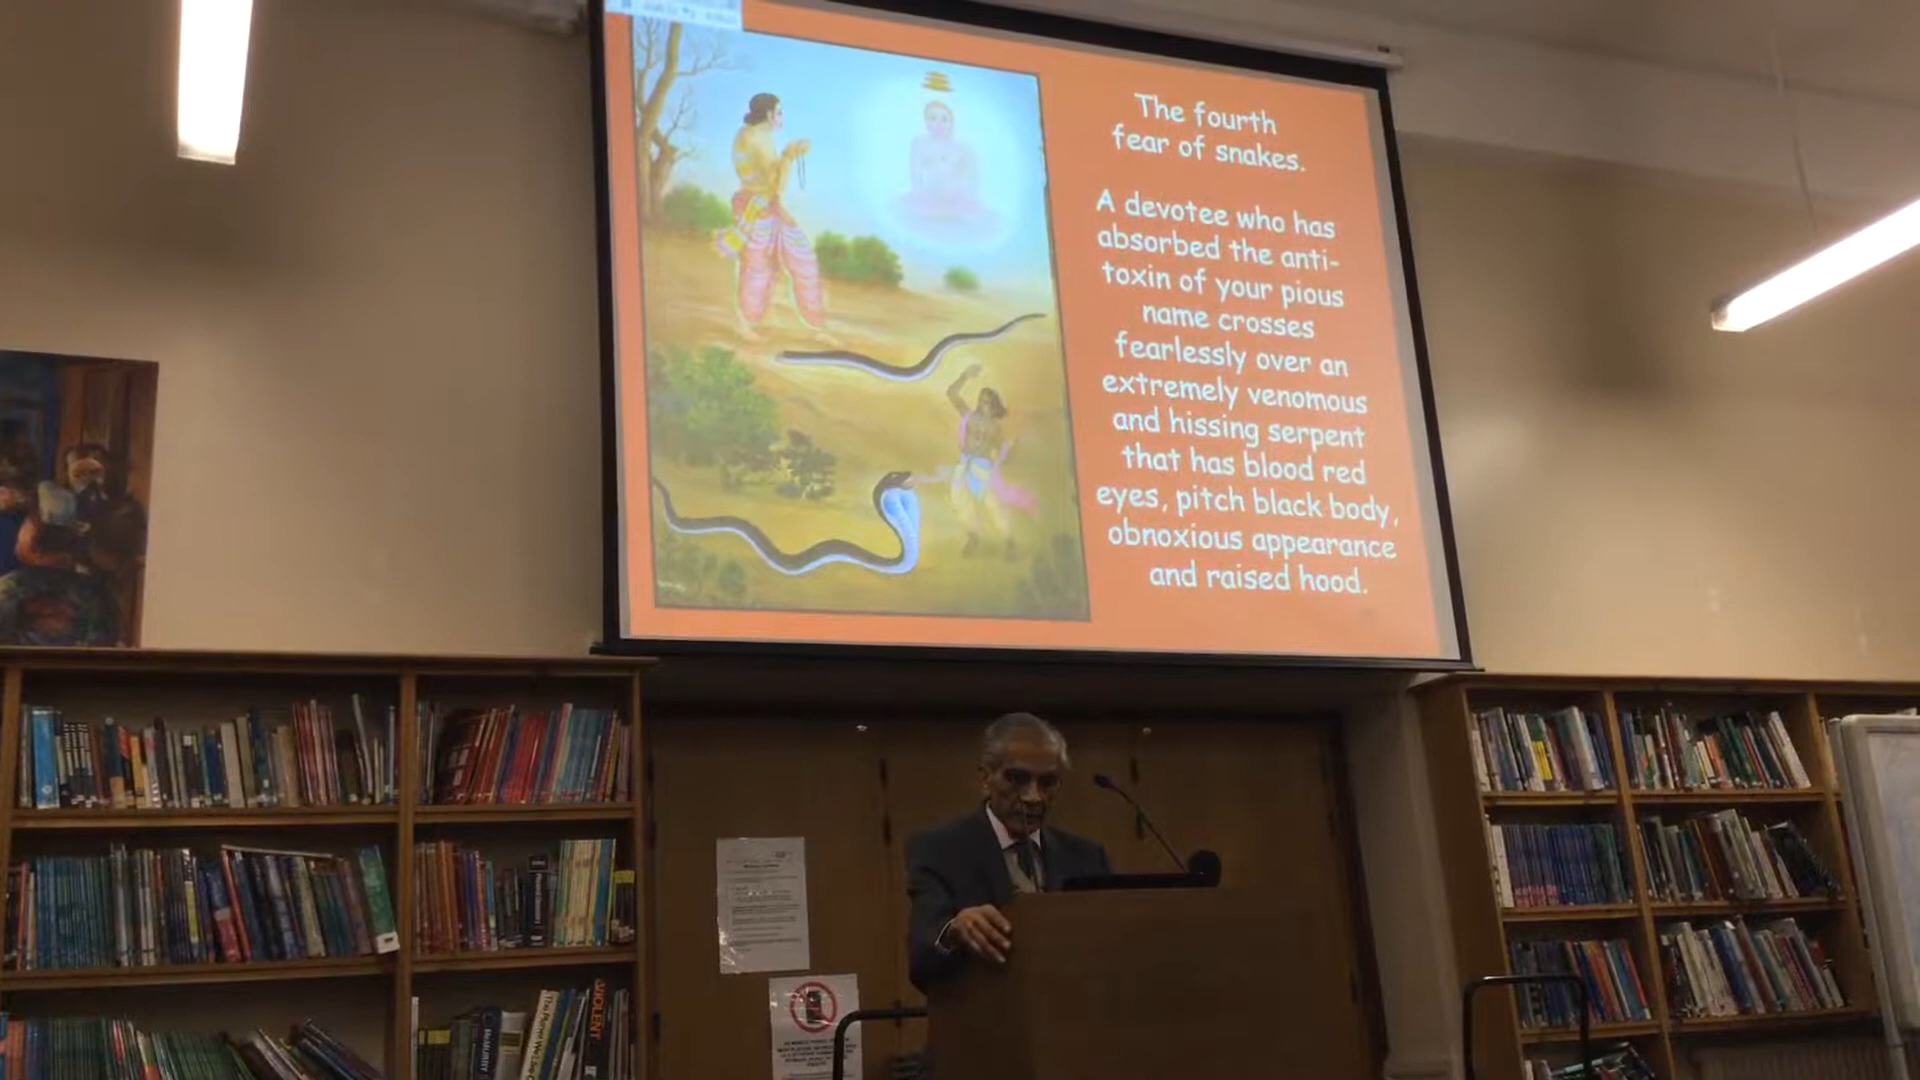 The fourth
fear of snakes.
A devotee who has
absorbed the anti-
toxin of your pious
name crosses
fearlessly over an
extremely venomous
and hissing serpent
that has blood red
eyes, pitch black body,
obnoxious appearance
and raised hood.
VIOLENT